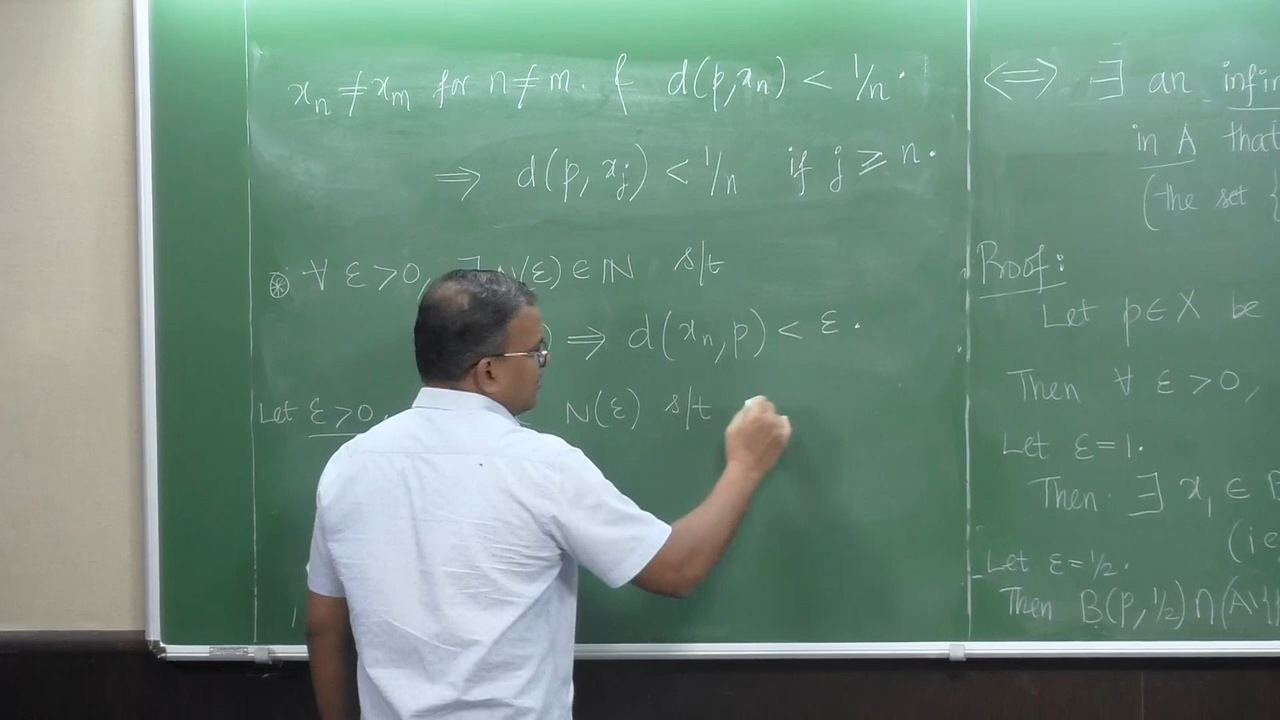 xₙ ≠ xₘ for n ≠ m. & d(p, xₙ) < 1/n.
⟹ d(p, xⱼ) < 1/n if j ≥ n.
⊛ ∀ ε > 0, ∃ N(ε) ∈ ℕ s/t
⟹ d(xₙ, p) < ε.
Let ε > 0, N(ε) s/t
⟺ ∃ an
in A that
(the set
Proof:
Let p ∈ X be
Then ∀ ε > 0,
Let ε = 1.
Then ∃ x₁ ∈
(ie
Let ε = 1/2.
Then B(p, 1/2) ∩ (A\{